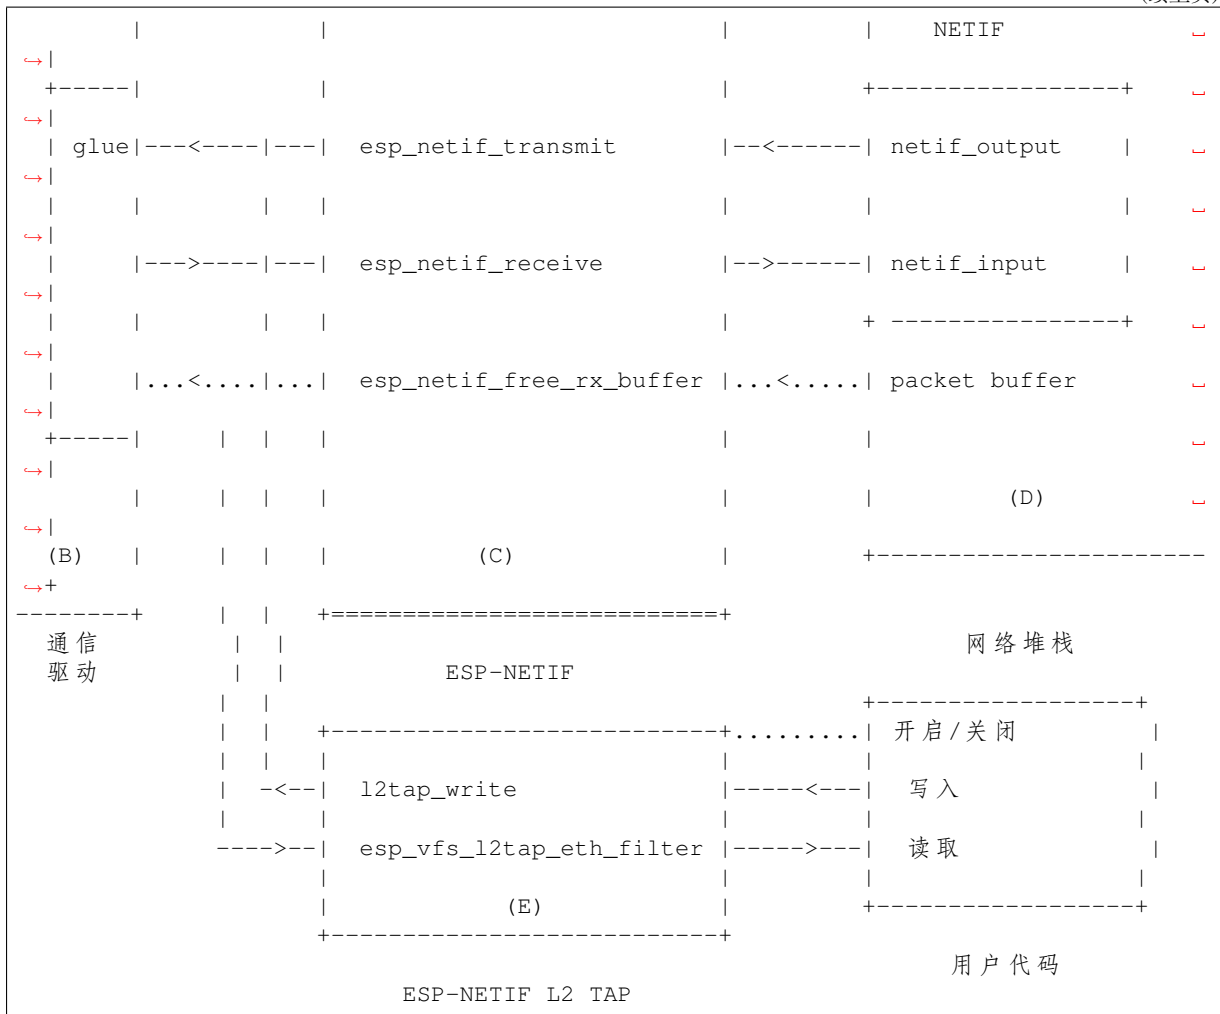 |            |                           |         |    NETIF             ␣
↪|
+-----|            |                           |         +-----------------+    ␣
↪|
| glue|---<----|---|  esp_netif_transmit       |--<------| netif_output    |    ␣
↪|
|     |        |   |                           |         |                 |    ␣
↪|
|     |--->----|---|  esp_netif_receive        |-->------| netif_input     |    ␣
↪|
|     |        |   |                           |         + ----------------+    ␣
↪|
|     |...<....|...|  esp_netif_free_rx_buffer |...<.....| packet buffer        ␣
↪|
+-----|     |  |   |                           |         |                      ␣
↪|
|     |  |   |                           |         |         (D)          ␣
↪|
(B)   |     |  |   |          (C)              |         +-----------------------
↪+
--------+     |  |   +===========================+
通信         |  |                                                网络堆栈
驱动         |  |           ESP-NETIF
|  |                                         +------------------+
|  |   +---------------------------+.........| 开启/关闭         |
|  |   |                           |         |                  |
|  -<--|  l2tap_write              |-----<---|  写入             |
|      |                           |         |                  |
---->--|  esp_vfs_l2tap_eth_filter |----->---|  读取             |
|                           |         |                  |
|            (E)            |         +------------------+
+---------------------------+
用户代码
ESP-NETIF L2 TAP